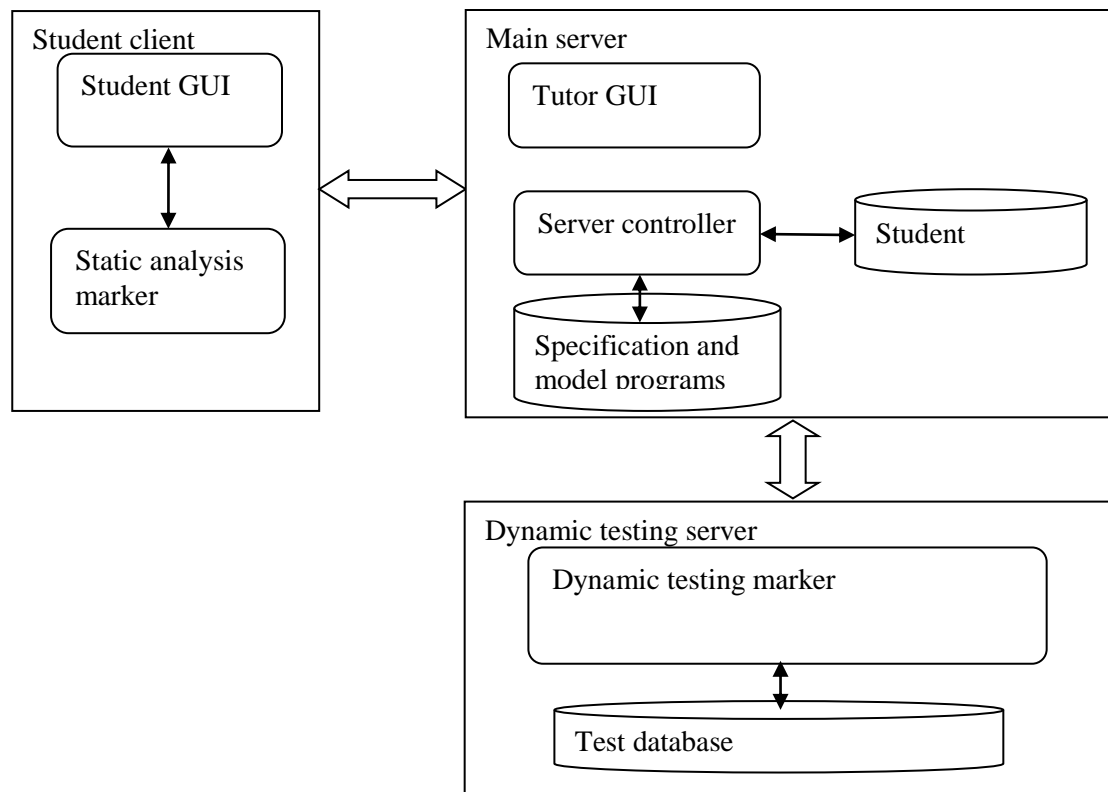 Student client
Student GUI
Static analysis
marker
Main server
Tutor GUI
Server controller
Student
Specification and
model programs
Dynamic testing server
Dynamic testing marker
Test database